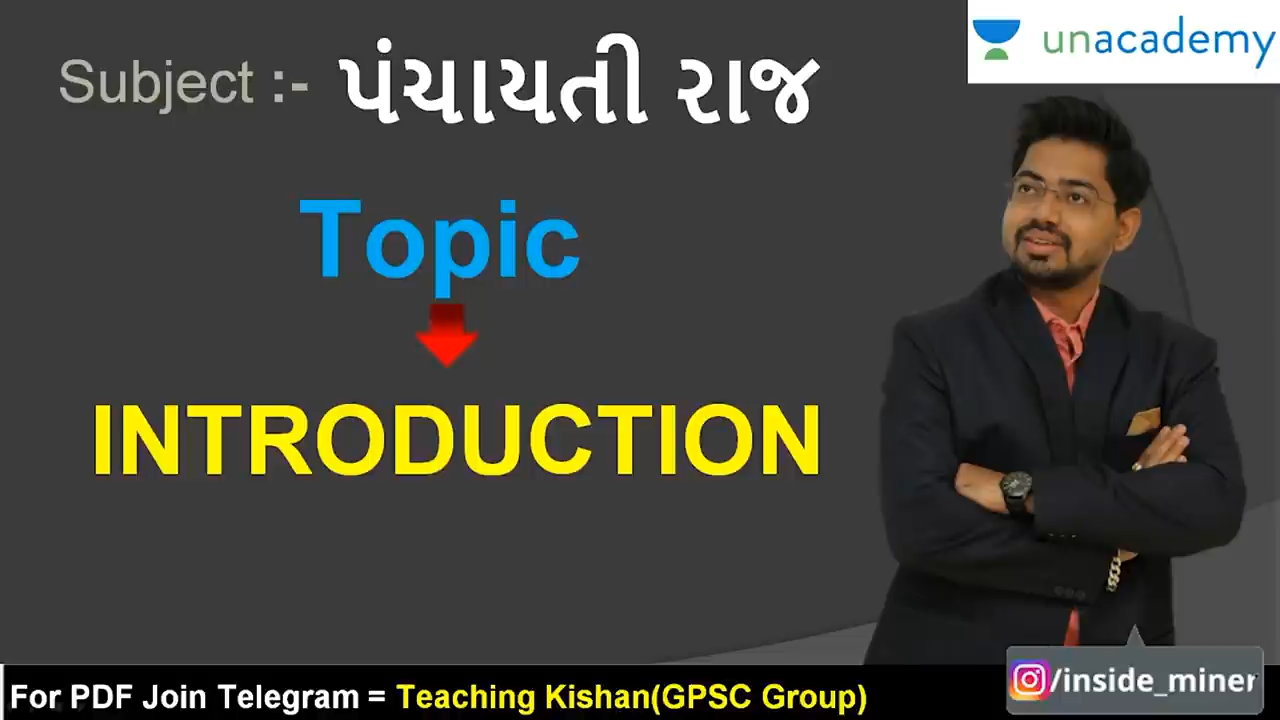 Subject :- પંચાયતી રાજ
unacademy
Topic
INTRODUCTION
For PDF Join Telegram = Teaching Kishan(GPSC Group)
/inside_miner